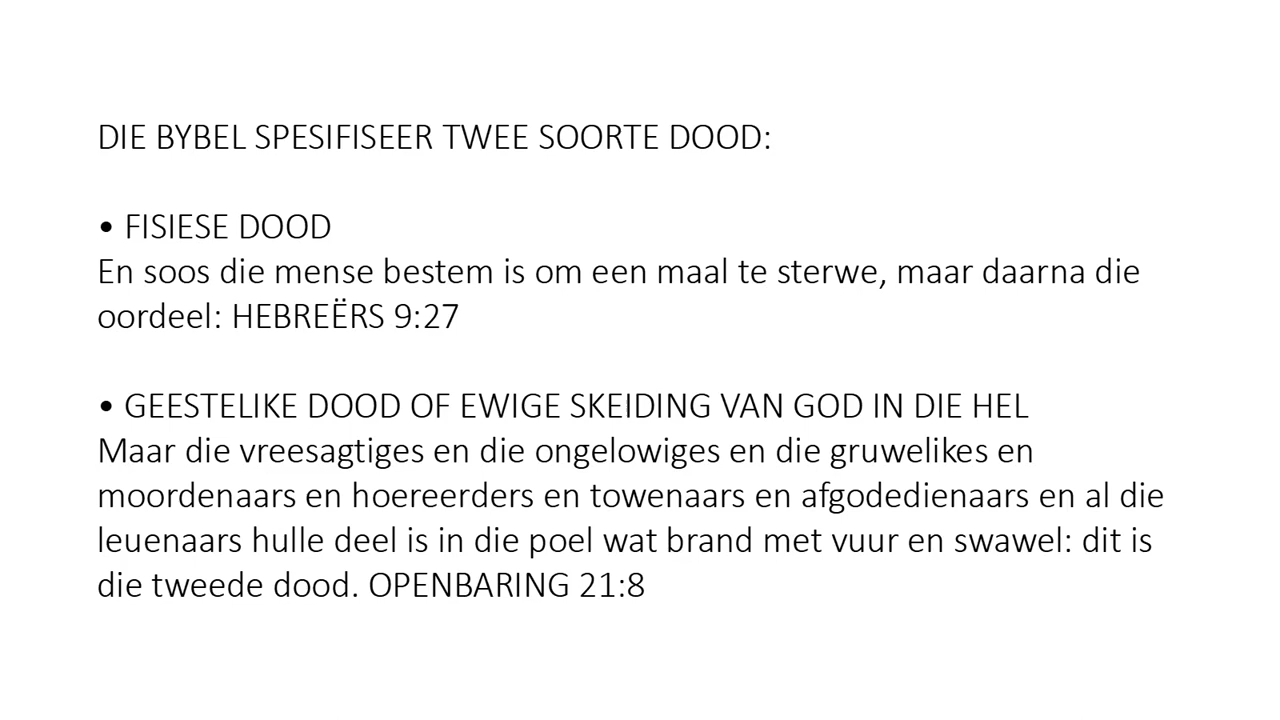 DIE BYBEL SPESIFISEER TWEE SOORTE DOOD:
• FISIESE DOOD
En soos die mense bestem is om een maal te sterwe, maar daarna die
oordeel: HEBREËRS 9:27
• GEESTELIKE DOOD OF EWIGE SKEIDING VAN GOD IN DIE HEL
Maar die vreesagtiges en die ongelowiges en die gruwelikes en
moordenaars en hoereerders en towenaars en afgodedienaars en al die
leuenaars hulle deel is in die poel wat brand met vuur en swawel: dit is
die tweede dood. OPENBARING 21:8